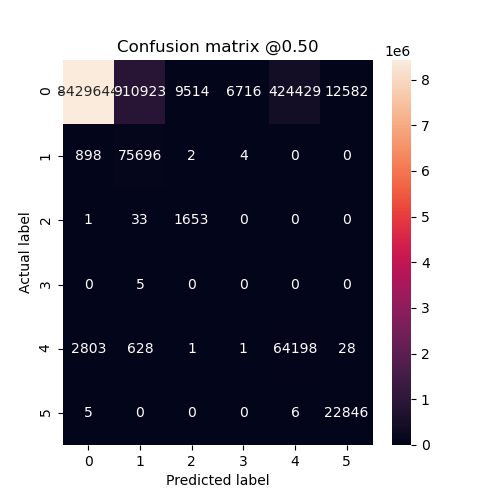 Confusion matrix @0.50
1e6
0 8429644 910923 9514 6716 424429 12582
1 898 75696 2 4 0 0
2 1 33 1653 0 0 0
3 0 5 0 0 0 0
4 2803 628 1 1 64198 28
5 5 0 0 0 6 22846
0 1 2 3 4 5
Actual label
Predicted label
8
7
6
5
4
3
2
1
0